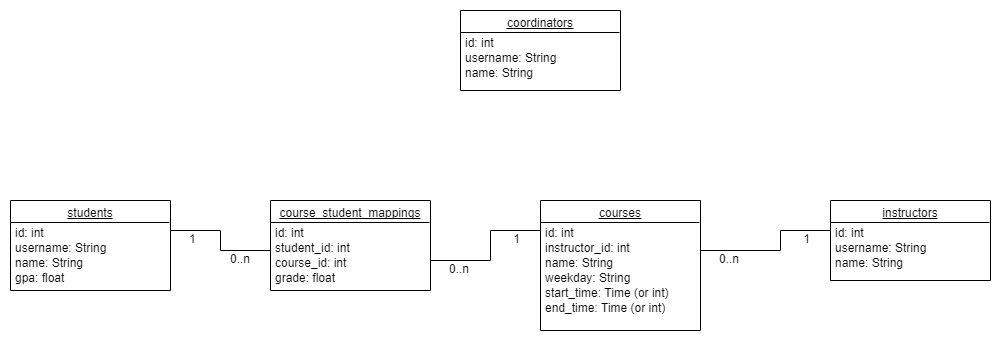 coordinators
id: int
username: String
name: String
students
id: int
username: String
name: String
gpa: float
1
0..n
course_student_mappings
id: int
student_id: int
course_id: int
grade: float
0..n
1
courses
id: int
instructor_id: int
name: String
weekday: String
start_time: Time (or int)
end_time: Time (or int)
0..n
1
instructors
id: int
username: String
name: String